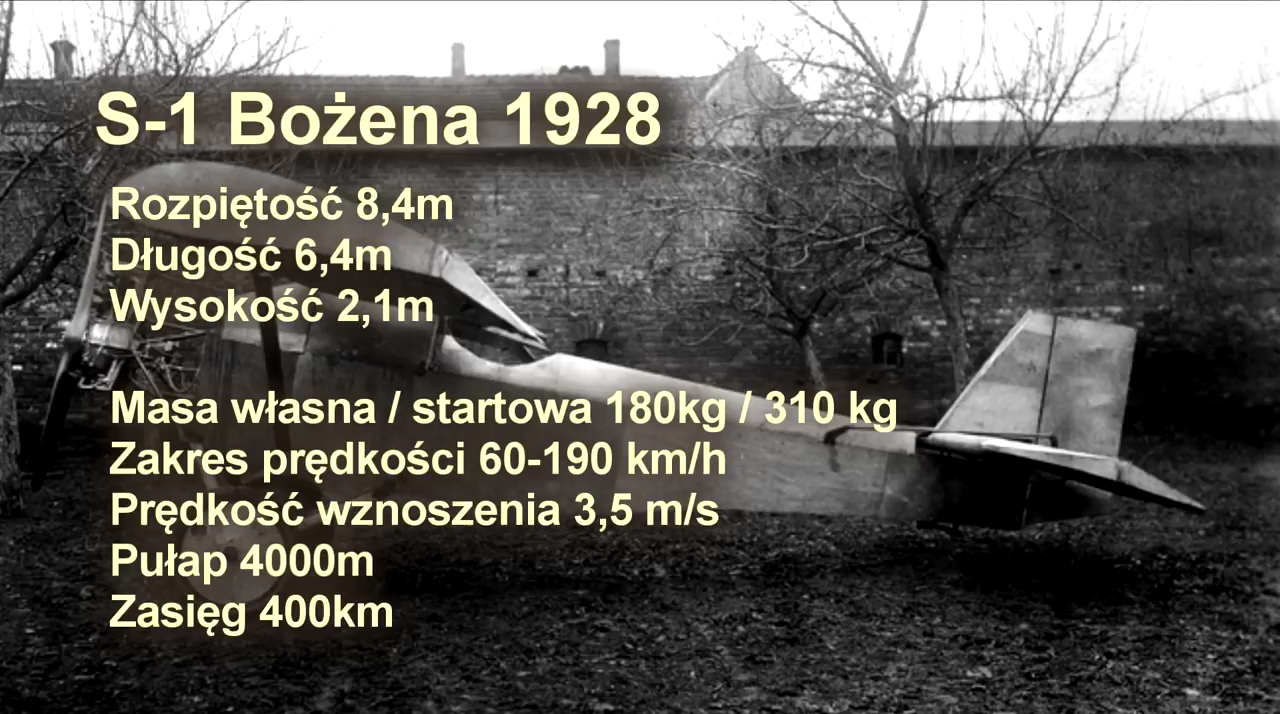 S-1 Bożena 1928
Rozpiętość 8,4m
Długość 6,4m
Wysokość 2,1m
Masa własna / startowa 180kg / 310 kg
Zakres prędkości 60-190 km/h
Prędkość wznoszenia 3,5 m/s
Pułap 4000m
Zasięg 400km